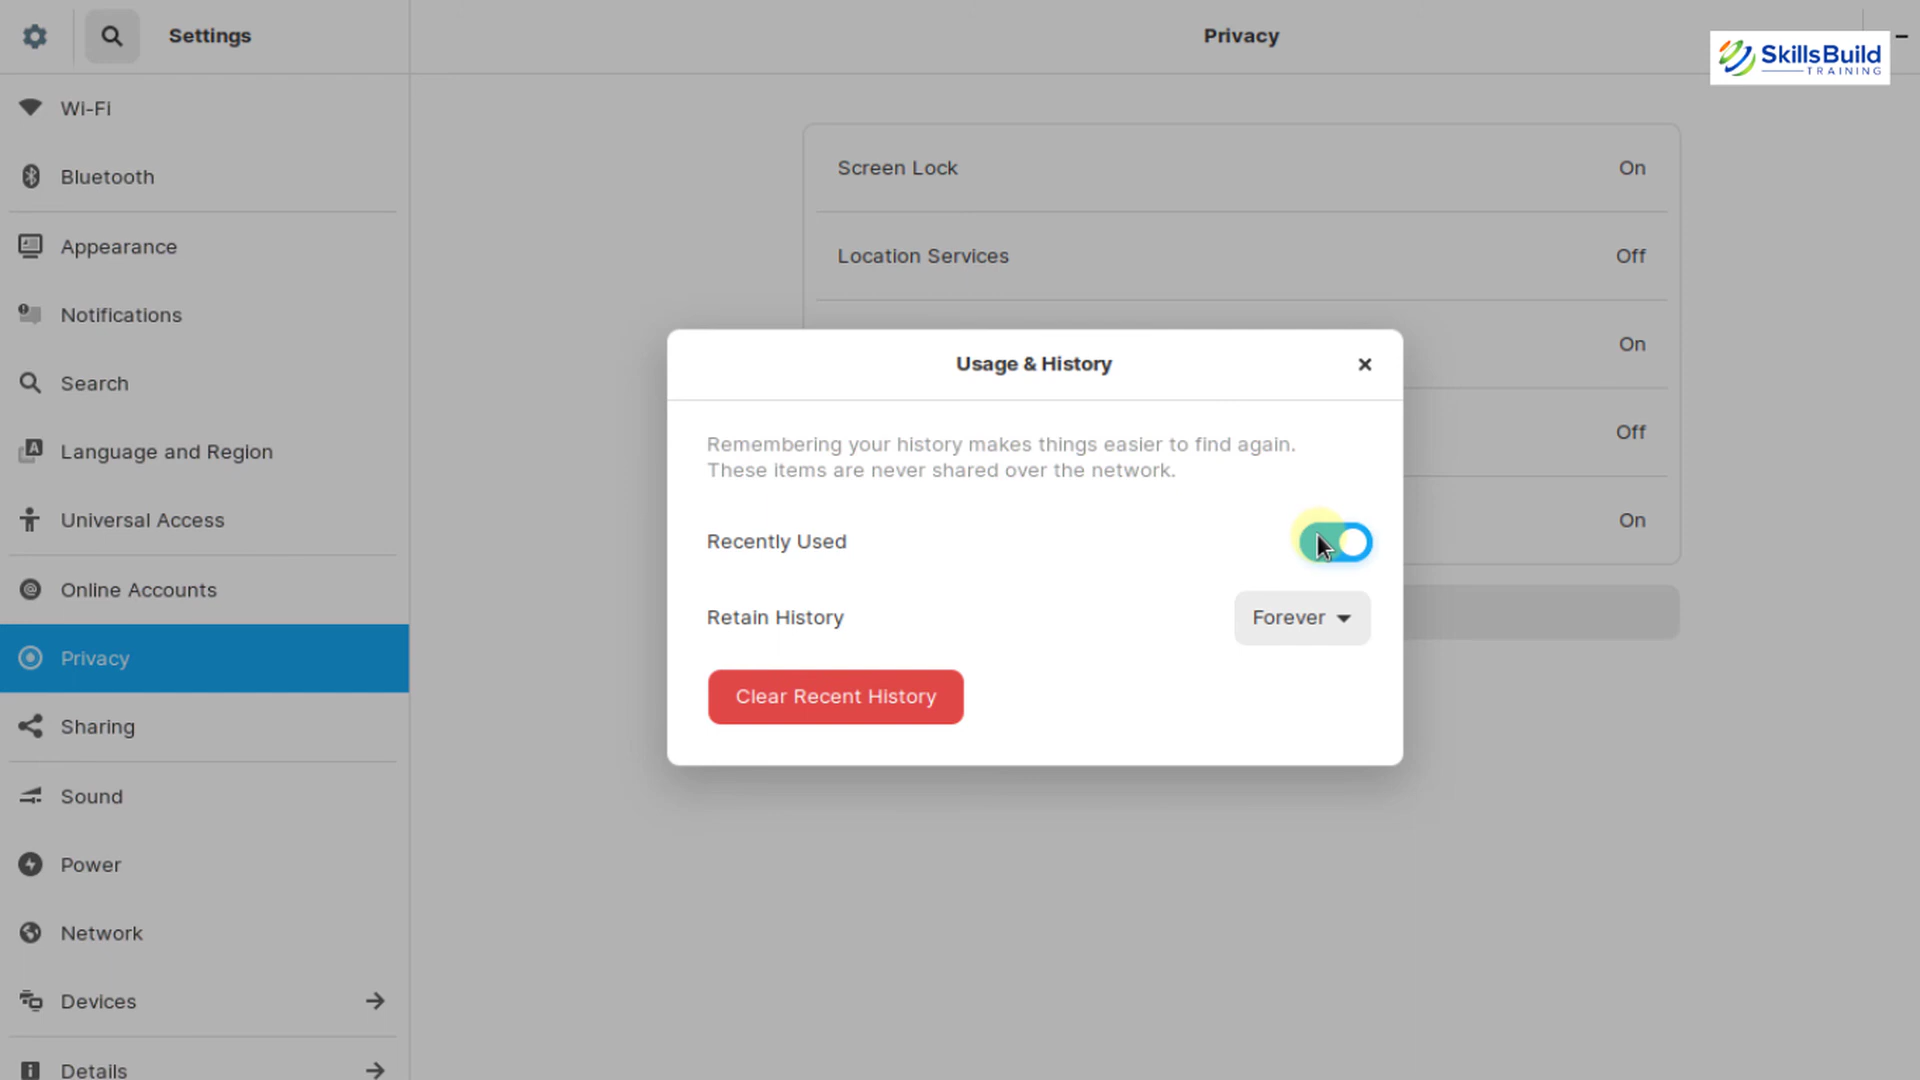 Settings
Privacy
SkillsBuild
TRAINING
Wi-Fi
Bluetooth
Appearance
Notifications
Search
Language and Region
Universal Access
Online Accounts
Privacy
Sharing
Sound
Power
Network
Devices
Details
Screen Lock On
Location Services Off
On
Off
On
Usage & History
Remembering your history makes things easier to find again.
These items are never shared over the network.
Recently Used
Retain History Forever
Clear Recent History